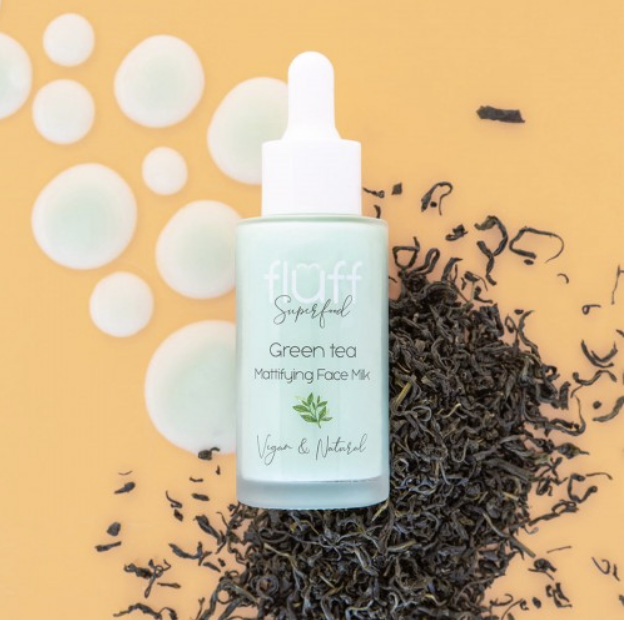 fluff
Superfood
Green tea
Mattifying Face Milk
Vegan & Natural